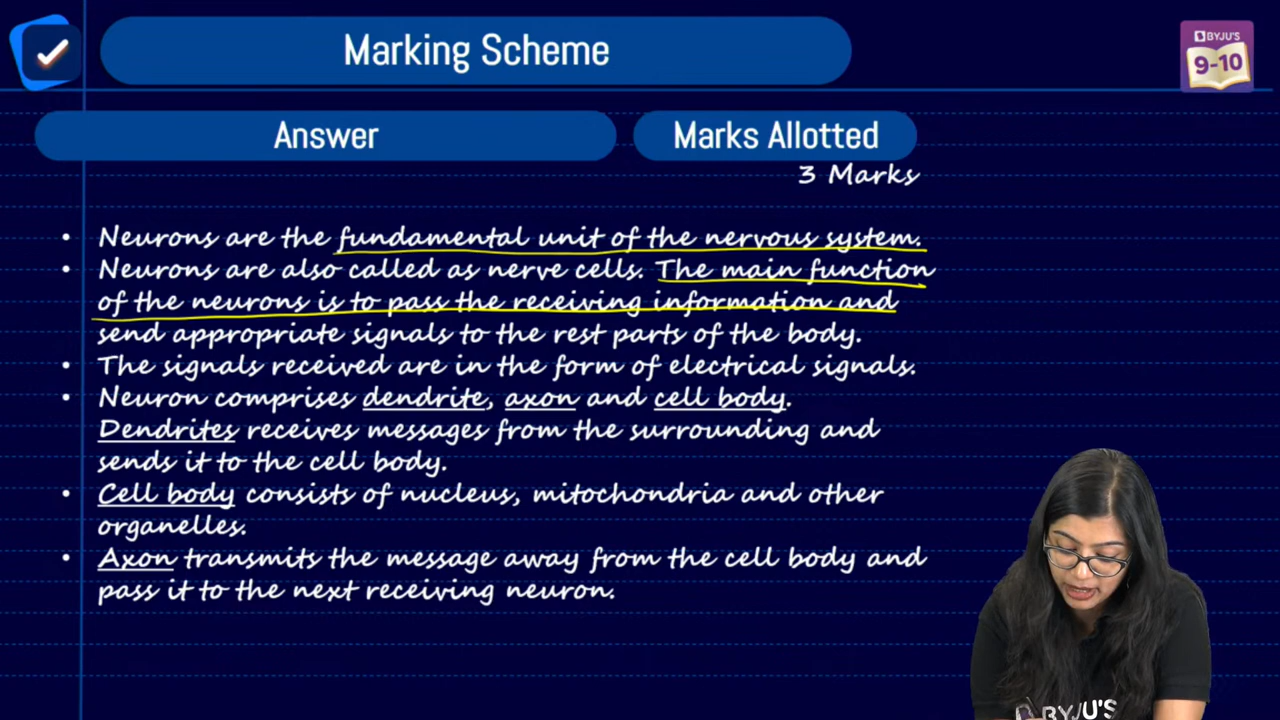 Marking Scheme
BYJU'S
9-10
Answer
Marks Allotted
3 Marks
• Neurons are the fundamental unit of the nervous system.
• Neurons are also called as nerve cells. The main function
of the neurons is to pass the receiving information and
send appropriate signals to the rest parts of the body.
• The signals received are in the form of electrical signals.
• Neuron comprises dendrite, axon and cell body.
Dendrites receives messages from the surrounding and
sends it to the cell body.
• Cell body consists of nucleus, mitochondria and other
organelles.
• Axon transmits the message away from the cell body and
pass it to the next receiving neuron.
BYJU'S